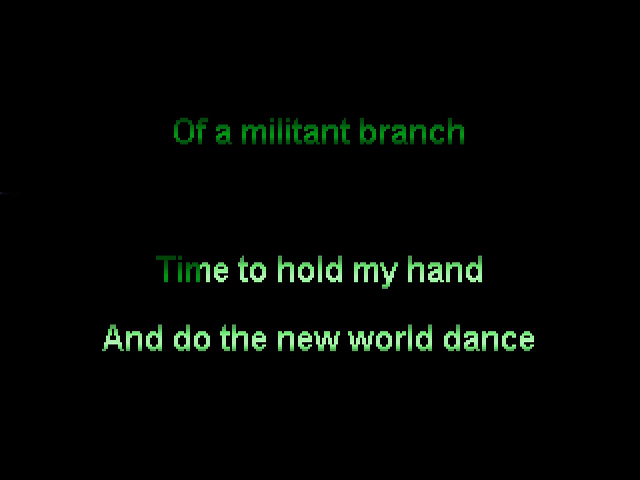 Of a militant branch
Time to hold my hand
And do the new world dance